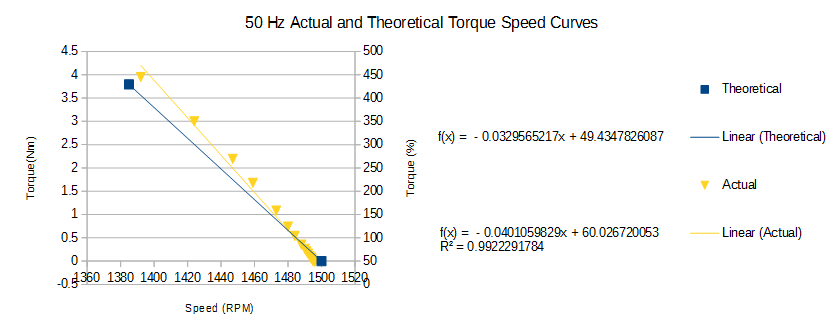 50 Hz Actual and Theoretical Torque Speed Curves
4.5
4
3.5
3
2.5
2
1.5
1
0.5
0
-0.5
500
450
400
350
300
250
200
150
100
50
0
1360 1380 1400 1420 1440 1460 1480 1500 1520
Torque(Nm)
Torque (%)
Speed (RPM)
Theoretical
f(x) = - 0.0329565217x + 49.4347826087
Linear (Theoretical)
Actual
f(x) = - 0.0401059829x + 60.026720053
R² = 0.9922291784
Linear (Actual)